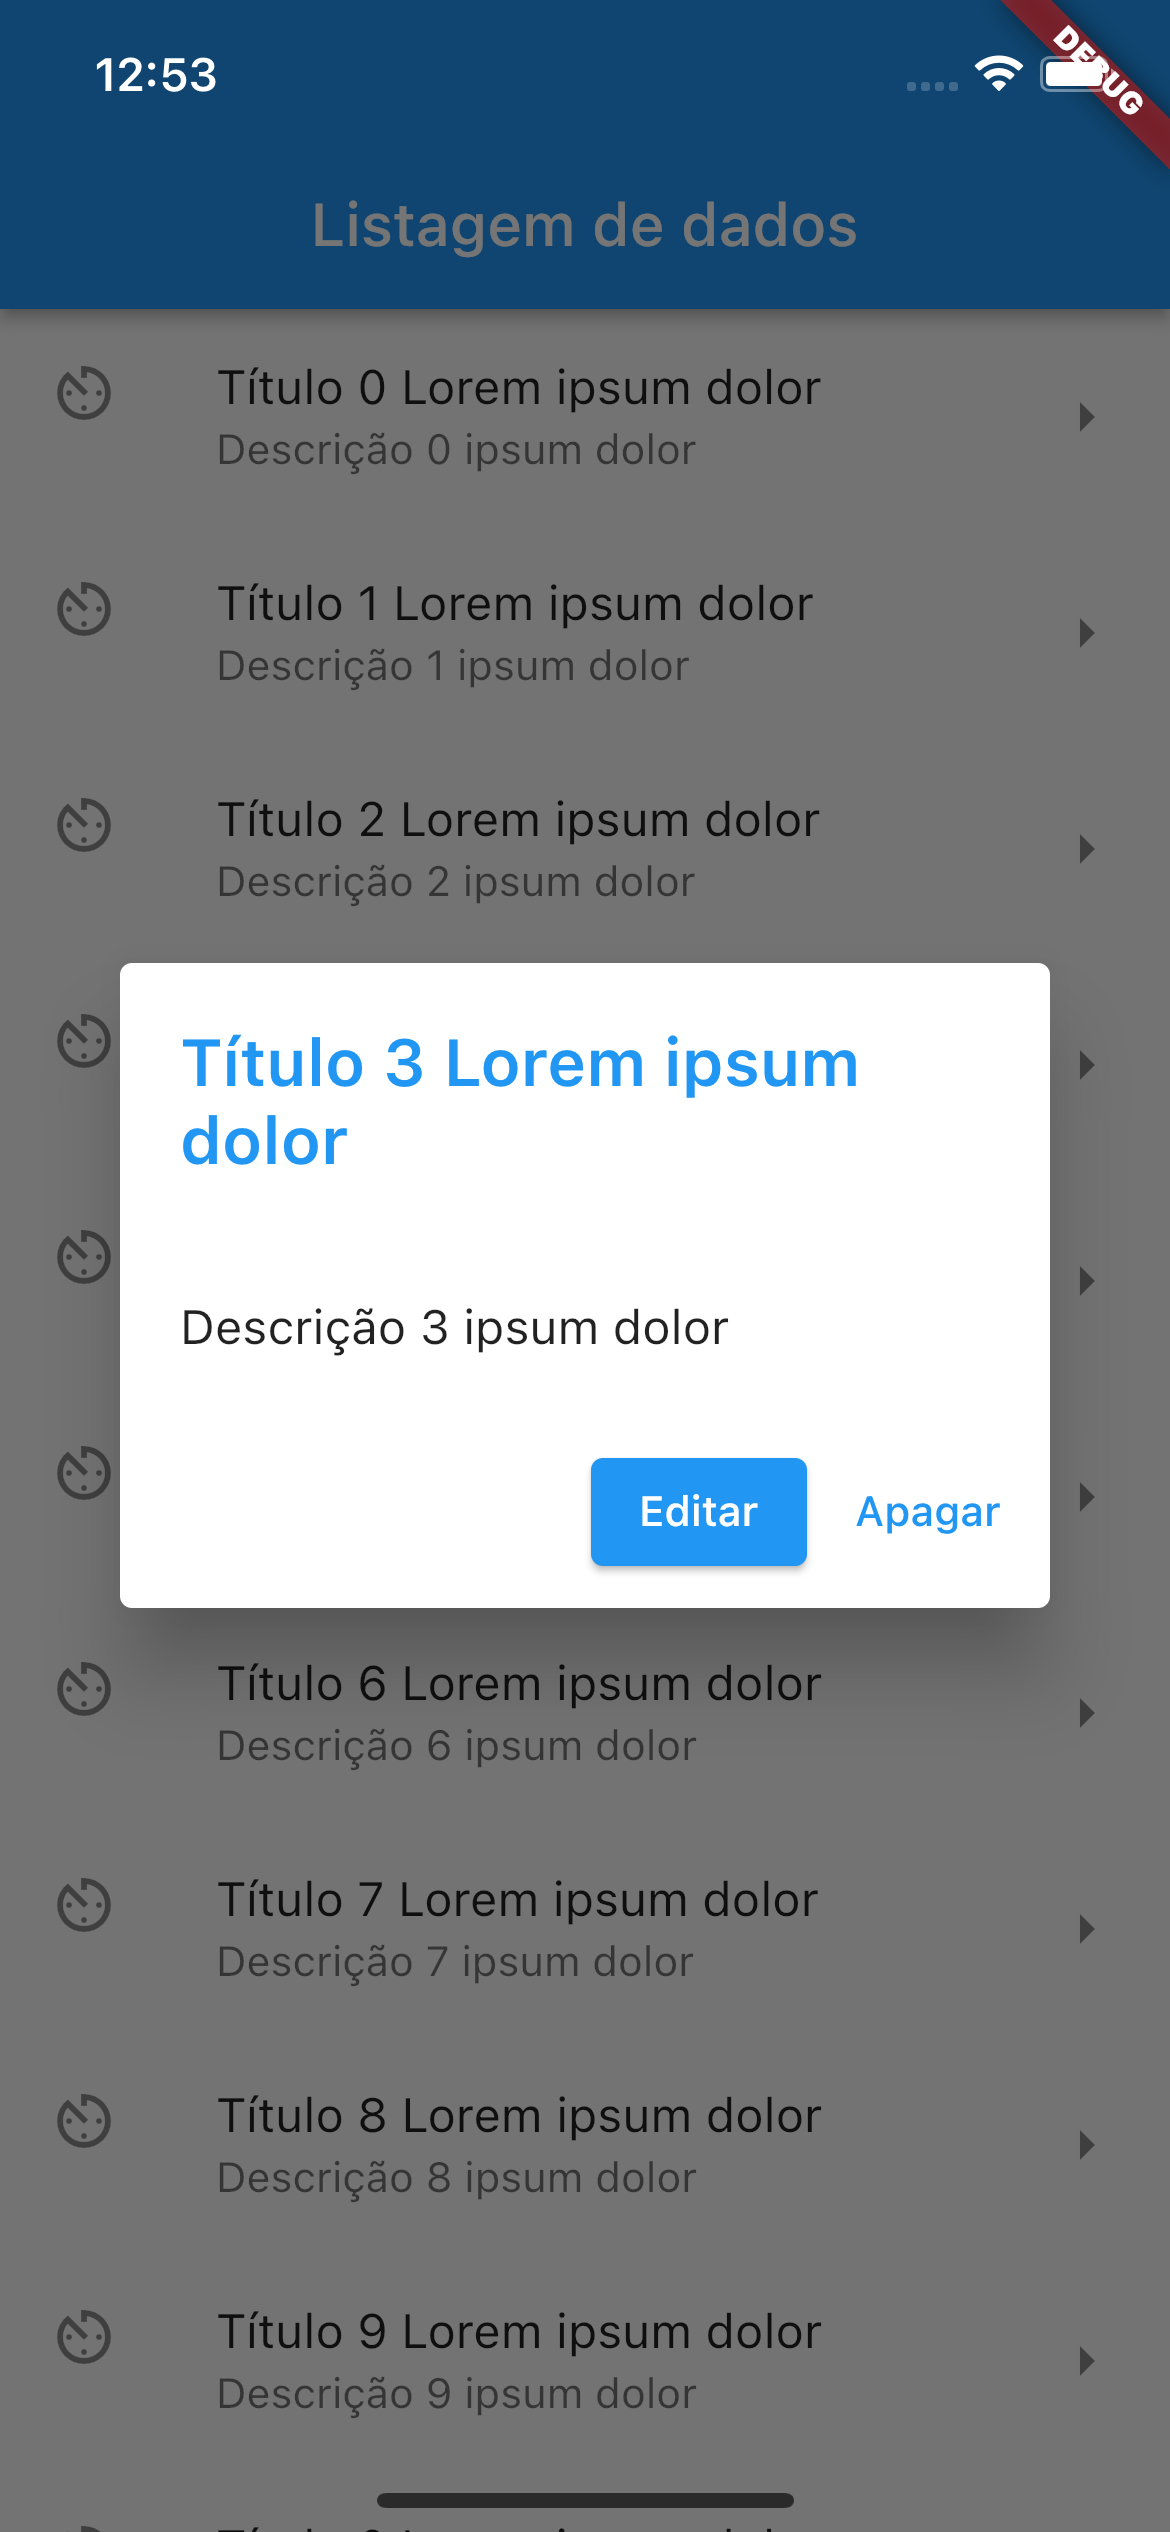 12:53
DEBUG
Listagem de dados
Título 0 Lorem ipsum dolor
Descrição 0 ipsum dolor
Título 1 Lorem ipsum dolor
Descrição 1 ipsum dolor
Título 2 Lorem ipsum dolor
Descrição 2 ipsum dolor
Título 3 Lorem ipsum
dolor
Descrição 3 ipsum dolor
Editar
Apagar
Título 6 Lorem ipsum dolor
Descrição 6 ipsum dolor
Título 7 Lorem ipsum dolor
Descrição 7 ipsum dolor
Título 8 Lorem ipsum dolor
Descrição 8 ipsum dolor
Título 9 Lorem ipsum dolor
Descrição 9 ipsum dolor